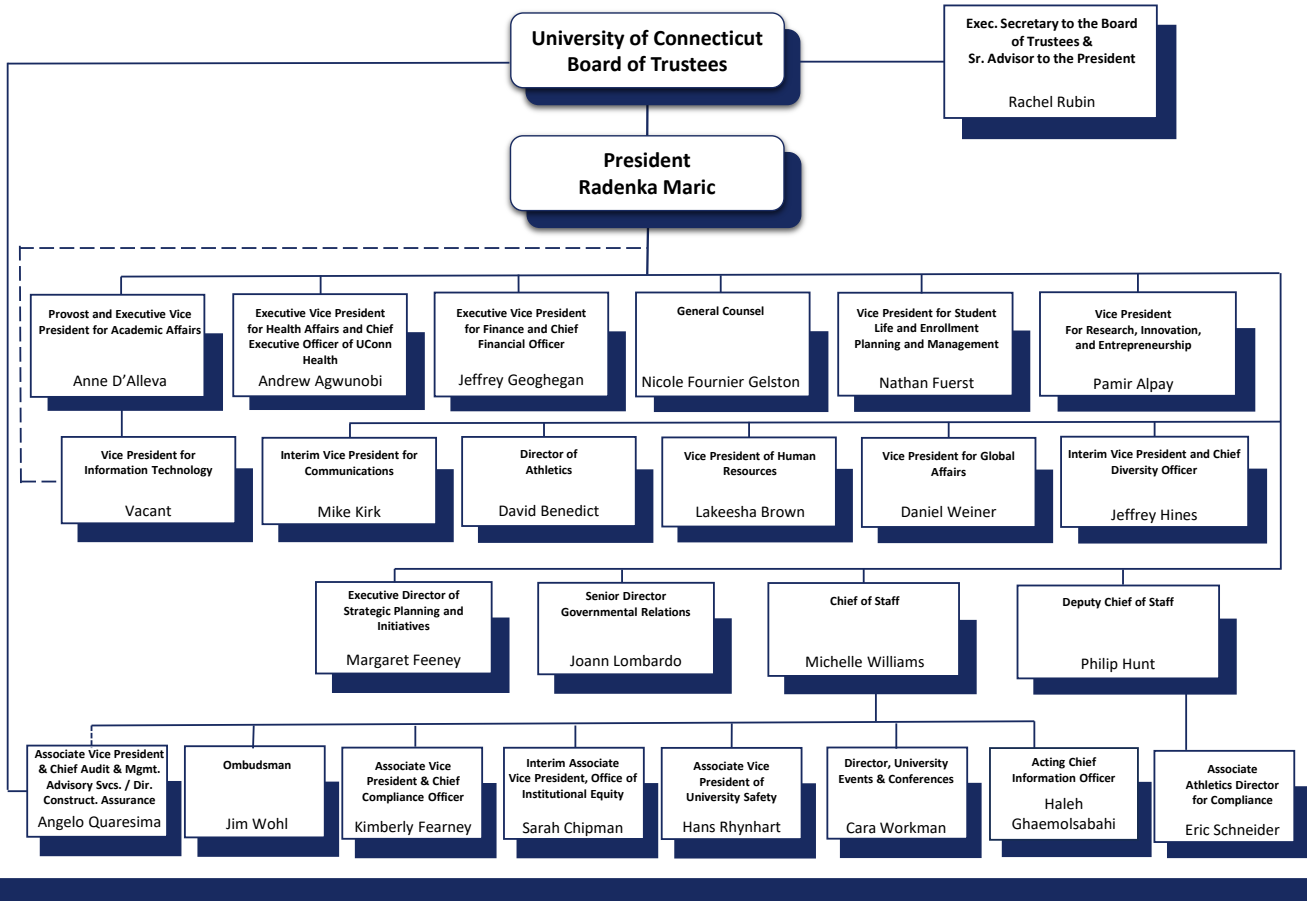 University of Connecticut
Board of Trustees
Exec. Secretary to the Board
of Trustees &
Sr. Advisor to the President
Rachel Rubin
President
Radenka Maric
Provost and Executive Vice
President for Academic Affairs
Anne D’Alleva
Executive Vice President
for Health Affairs and Chief
Executive Officer of UConn
Health
Andrew Agwunobi
Executive Vice President
for Finance and Chief
Financial Officer
Jeffrey Geoghegan
General Counsel
Nicole Fournier Gelston
Vice President for Student
Life and Enrollment
Planning and Management
Nathan Fuerst
Vice President
For Research, Innovation,
and Entrepreneurship
Pamir Alpay
Vice President for
Information Technology
Vacant
Interim Vice President for
Communications
Mike Kirk
Director of
Athletics
David Benedict
Vice President of Human
Resources
Lakeesha Brown
Vice President for Global
Affairs
Daniel Weiner
Interim Vice President and Chief
Diversity Officer
Jeffrey Hines
Executive Director of
Strategic Planning and
Initiatives
Margaret Feeney
Senior Director
Governmental Relations
Joann Lombardo
Chief of Staff
Michelle Williams
Deputy Chief of Staff
Philip Hunt
Associate Vice President
& Chief Audit & Mgmt.
Advisory Svcs. / Dir.
Construct. Assurance
Angelo Quaresima
Ombudsman
Jim Wohl
Associate Vice
President & Chief
Compliance Officer
Kimberly Fearney
Interim Associate
Vice President, Office of
Institutional Equity
Sarah Chipman
Associate Vice
President of
University Safety
Hans Rhynhart
Director, University
Events & Conferences
Cara Workman
Acting Chief
Information Officer
Haleh
Ghaemolsabahi
Associate
Athletics Director
for Compliance
Eric Schneider